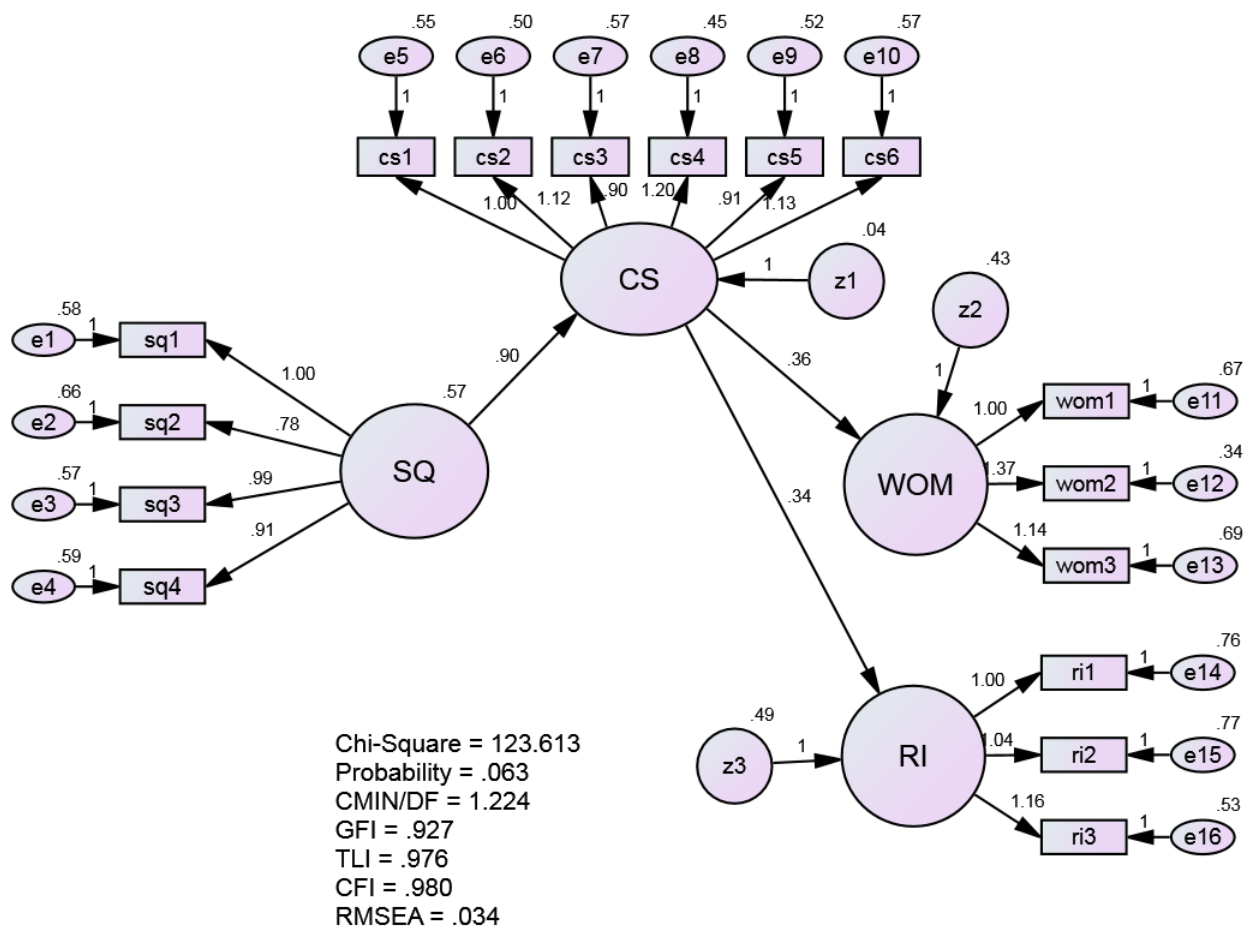 .55 .50 .57 .45 .52 .57
e5 e6 e7 e8 e9 e10
1 1 1 1 1 1
cs1 cs2 cs3 cs4 cs5 cs6
1.00 1.12 .90 1.20 .91 1.13
.04
CS 1 z1
.43
z2
1
.58
e1 1 sq1
.66
e2 1 sq2
.57
e3 1 sq3
.59
e4 1 sq4
1.00
.78
.99
.91
.57
SQ
.90
.36
.34
WOM
1.00 wom1 1 e11 .67
1.37 wom2 1 e12 .34
1.14 wom3 1 e13 .69
.49
z3 1 RI
1.00 ri1 1 e14 .76
1.04 ri2 1 e15 .77
1.16 ri3 1 e16 .53
Chi-Square = 123.613
Probability = .063
CMIN/DF = 1.224
GFI = .927
TLI = .976
CFI = .980
RMSEA = .034